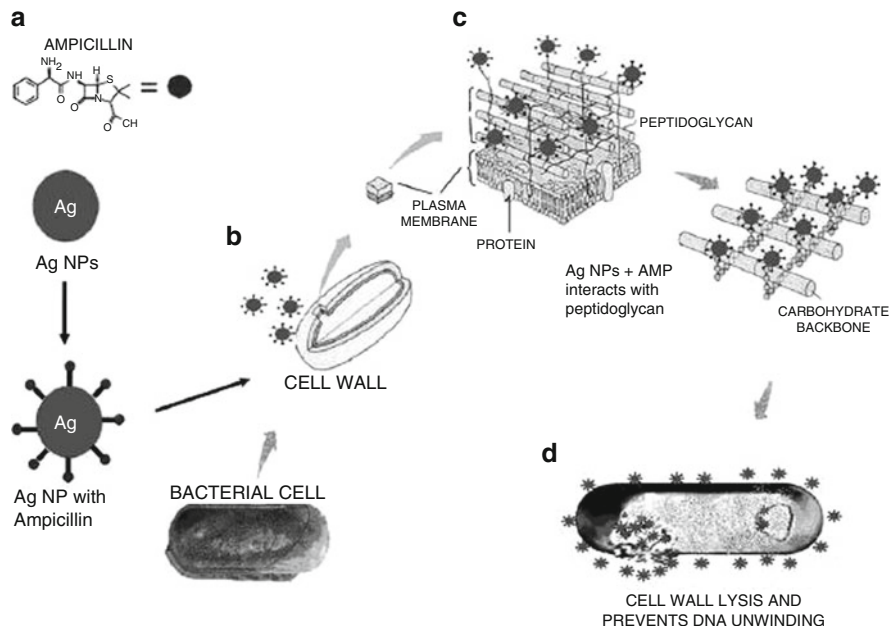 a
AMPICILLIN
NH2
NH
H
S
O
N
O
O
CH
=
Ag
Ag NPs
Ag
Ag NP with
Ampicillin
b
CELL WALL
BACTERIAL CELL
c
PEPTIDOGLYCAN
PLASMA
MEMBRANE
PROTEIN
Ag NPs + AMP
interacts with
peptidoglycan
CARBOHYDRATE
BACKBONE
d
CELL WALL LYSIS AND
PREVENTS DNA UNWINDING